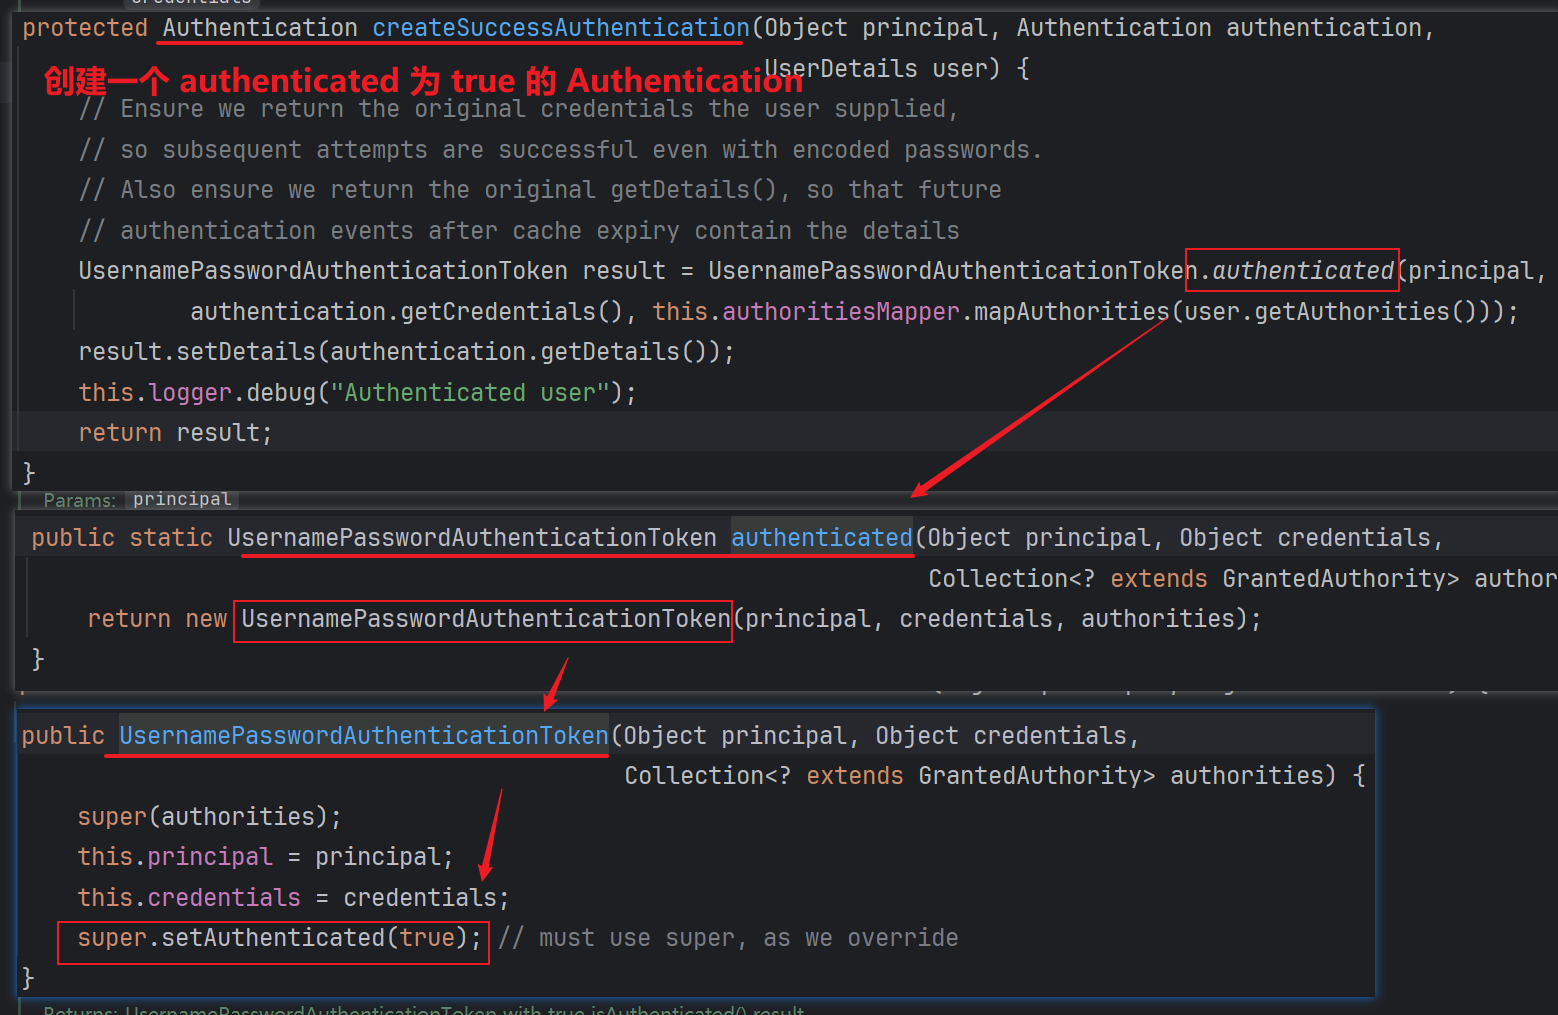 credentials
protected Authentication createSuccessAuthentication(Object principal, Authentication authentication,
UserDetails user) {
创建一个 authenticated 为 true 的 Authentication
// Ensure we return the original credentials the user supplied,
// so subsequent attempts are successful even with encoded passwords.
// Also ensure we return the original getDetails(), so that future
// authentication events after cache expiry contain the details
UsernamePasswordAuthenticationToken result = UsernamePasswordAuthenticationToken.authenticated(principal,
authentication.getCredentials(), this.authoritiesMapper.mapAuthorities(user.getAuthorities()));
result.setDetails(authentication.getDetails());
this.logger.debug("Authenticated user");
return result;
}
Params: principal
public static UsernamePasswordAuthenticationToken authenticated(Object principal, Object credentials,
Collection<? extends GrantedAuthority> author
return new UsernamePasswordAuthenticationToken(principal, credentials, authorities);
}
public UsernamePasswordAuthenticationToken(Object principal, Object credentials,
Collection<? extends GrantedAuthority> authorities) {
super(authorities);
this.principal = principal;
this.credentials = credentials;
super.setAuthenticated(true); // must use super, as we override
}
Returns: UsernamePasswordAuthenticationToken with true isAuthenticated() result